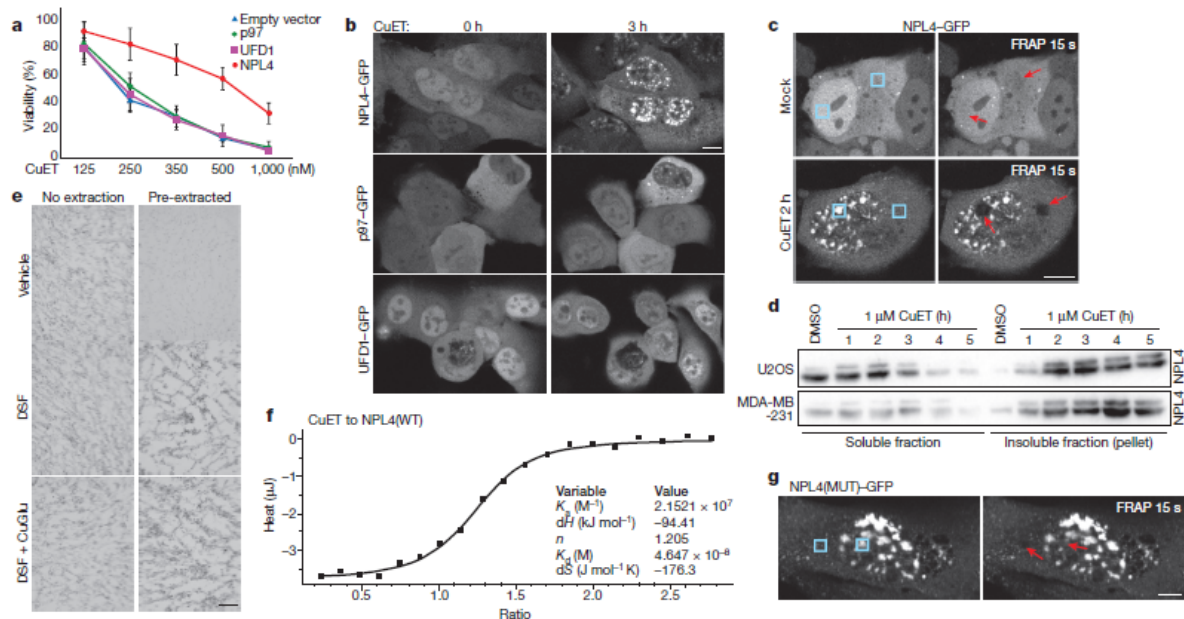 a
Empty vector
p97
UFD1
NPL4
Viability (%)
100
80
60
40
20
0
CuET 125 250 350 500 1,000 (nM)
b
CuET: 0 h 3 h
NPL4–GFP
p97–GFP
UFD1–GFP
c
NPL4–GFP
Mock
FRAP 15 s
CuET 2 h
FRAP 15 s
d
DMSO
1 µM CuET (h)
1 2 3 4 5
DMSO
1 µM CuET (h)
1 2 3 4 5
U2OS
NPL4
MDA-MB
-231
NPL4
Soluble fraction
Insoluble fraction (pellet)
e
No extraction Pre-extracted
Vehicle
DSF
DSF + CuGlu
f
CuET to NPL4(WT)
Heat (µJ)
0
−1
−2
−3
Variable Value
Ka (M⁻¹) 2.1521 × 10⁷
dH (kJ mol⁻¹) −94.41
n 1.205
Kd (M) 4.647 × 10⁻⁸
dS (J mol⁻¹ K) −176.3
0.5 1.0 1.5 2.0 2.5
Ratio
g
NPL4(MUT)–GFP
FRAP 15 s